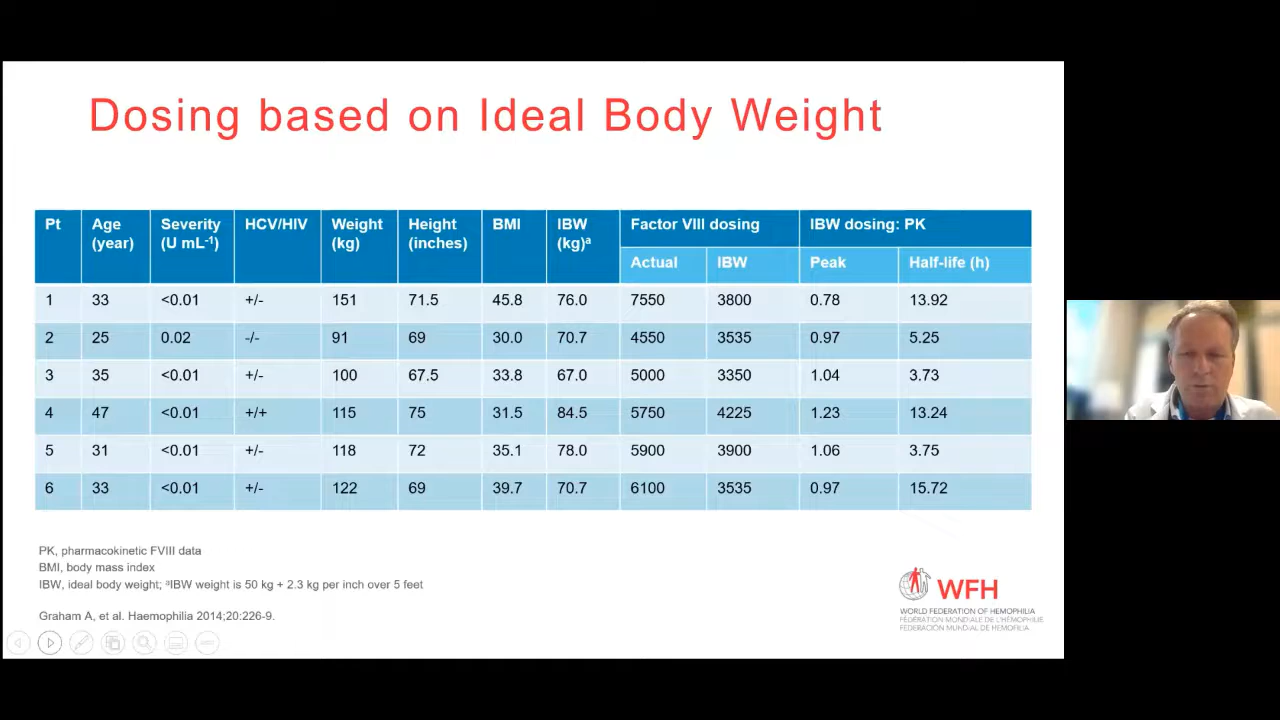 Dosing based on Ideal Body Weight
Pt Age (year) Severity (U mL-1) HCV/HIV Weight (kg) Height (inches) BMI IBW (kg)a Factor VIII dosing IBW dosing: PK
Actual IBW Peak Half-life (h)
1 33 <0.01 +/- 151 71.5 45.8 76.0 7550 3800 0.78 13.92
2 25 0.02 -/- 91 69 30.0 70.7 4550 3535 0.97 5.25
3 35 <0.01 +/- 100 67.5 33.8 67.0 5000 3350 1.04 3.73
4 47 <0.01 +/+ 115 75 31.5 84.5 5750 4225 1.23 13.24
5 31 <0.01 +/- 118 72 35.1 78.0 5900 3900 1.06 3.75
6 33 <0.01 +/- 122 69 39.7 70.7 6100 3535 0.97 15.72
PK, pharmacokinetic FVIII data
BMI, body mass index
IBW, ideal body weight; aIBW weight is 50 kg + 2.3 kg per inch over 5 feet
Graham A, et al. Haemophilia 2014;20:226-9.
WFH
WORLD FEDERATION OF HEMOPHILIA
FÉDÉRATION MONDIALE DE L'HÉMOPHILIE
FEDERACIÓN MUNDIAL DE HEMOFILIA